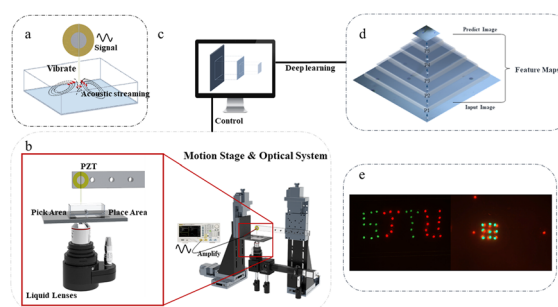 a
Signal
Vibrate
Acoustic streaming
c
Deep learning
Control
d
Predict Image
Feature Maps
Input Image
b
Motion Stage & Optical System
PZT
Pick Area
Place Area
Amplify
Liquid Lenses
e